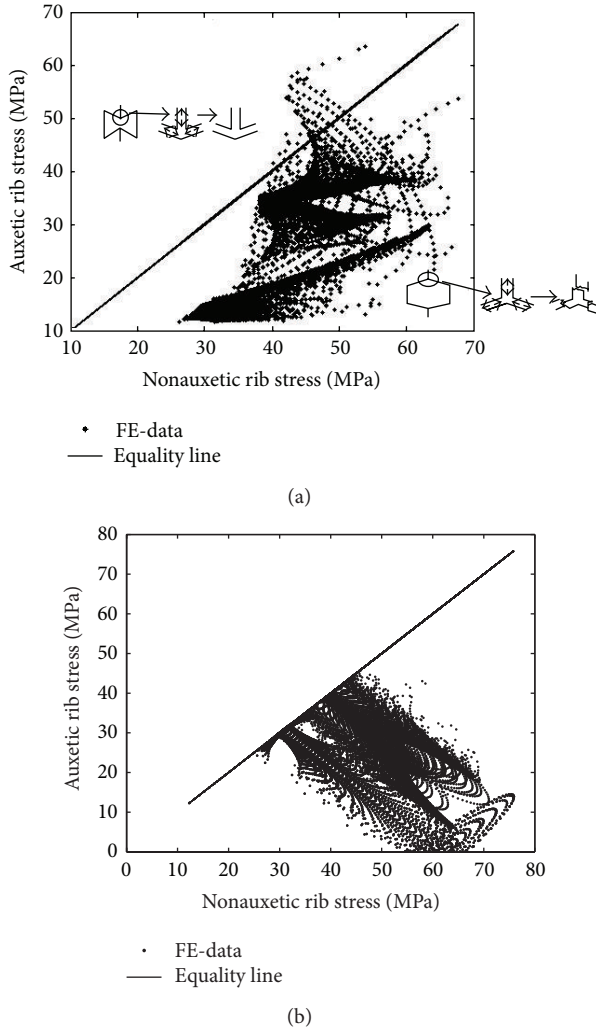 70
60
50
40
30
20
10
Auxetic rib stress (MPa)
10 20 30 40 50 60 70
Nonauxetic rib stress (MPa)
FE-data
Equality line
(a)
80
70
60
50
40
30
20
10
0
Auxetic rib stress (MPa)
0 10 20 30 40 50 60 70 80
Nonauxetic rib stress (MPa)
FE-data
Equality line
(b)